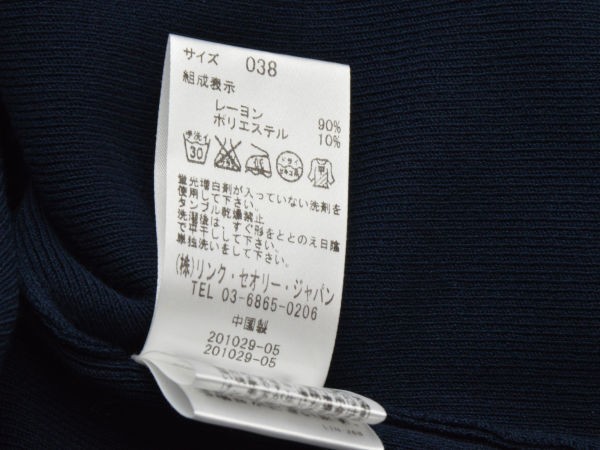 サイズ 038
組成表示
レーヨン 90%
ポリエステル 10%
手洗イ
30
蛍光増白剤が入っていない洗剤を
使用して下さい。
タンブル乾燥禁止
洗濯後は、すぐ形をととのえ日陰
で平干しして下さい。
単独洗いをして下さい。
(株)リンク・セオリー・ジャパン
TEL 03-6865-0206
中国製
201029-05
201029-05